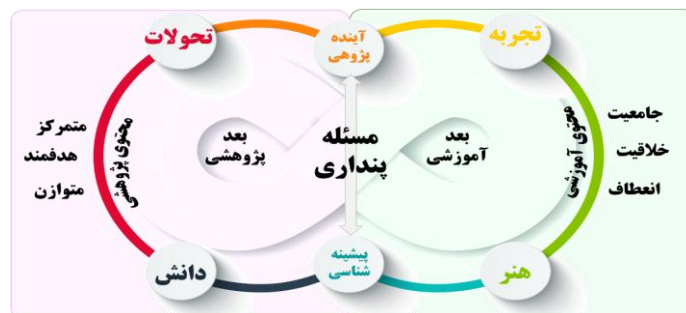 تجربه
آینده
پژوهی
تحولات
جامعیت
خلاقیت
انعطاف
محتوی آموزشی
بعد
آموزشی
مسئله
پنداری
بعد
پژوهشی
محتوی پژوهشی
متمرکز
هدفمند
متوازن
هنر
پیشینه
شناسی
دانش